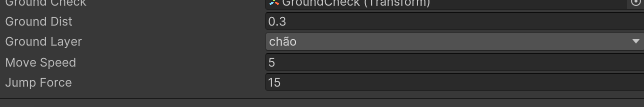 Ground Check GroundCheck (Transform)
Ground Dist 0.3
Ground Layer chão
Move Speed 5
Jump Force 15